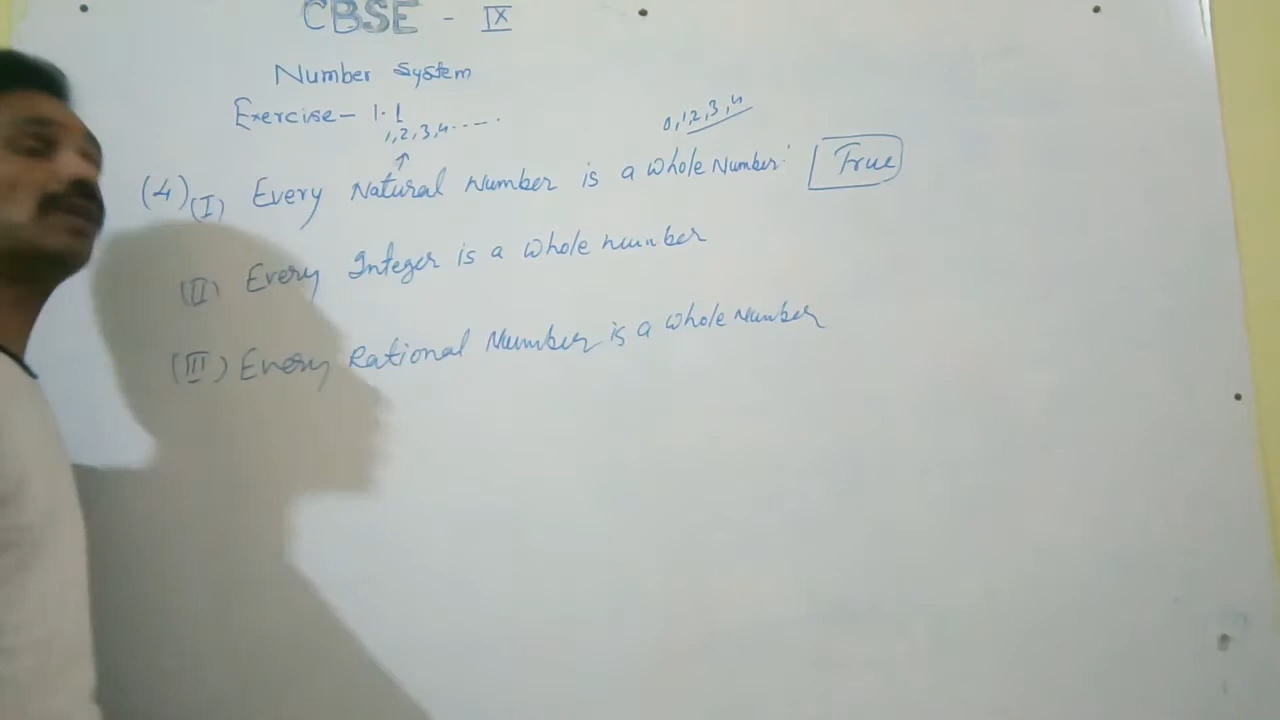 CBSE - IX
Number System
Exercise - 1.1
1,2,3,4.......
0,1,2,3,4
(4) (I) Every Natural Number is a whole Number. True
(II) Every Integer is a whole number
(III) Every Rational Number is a whole Number